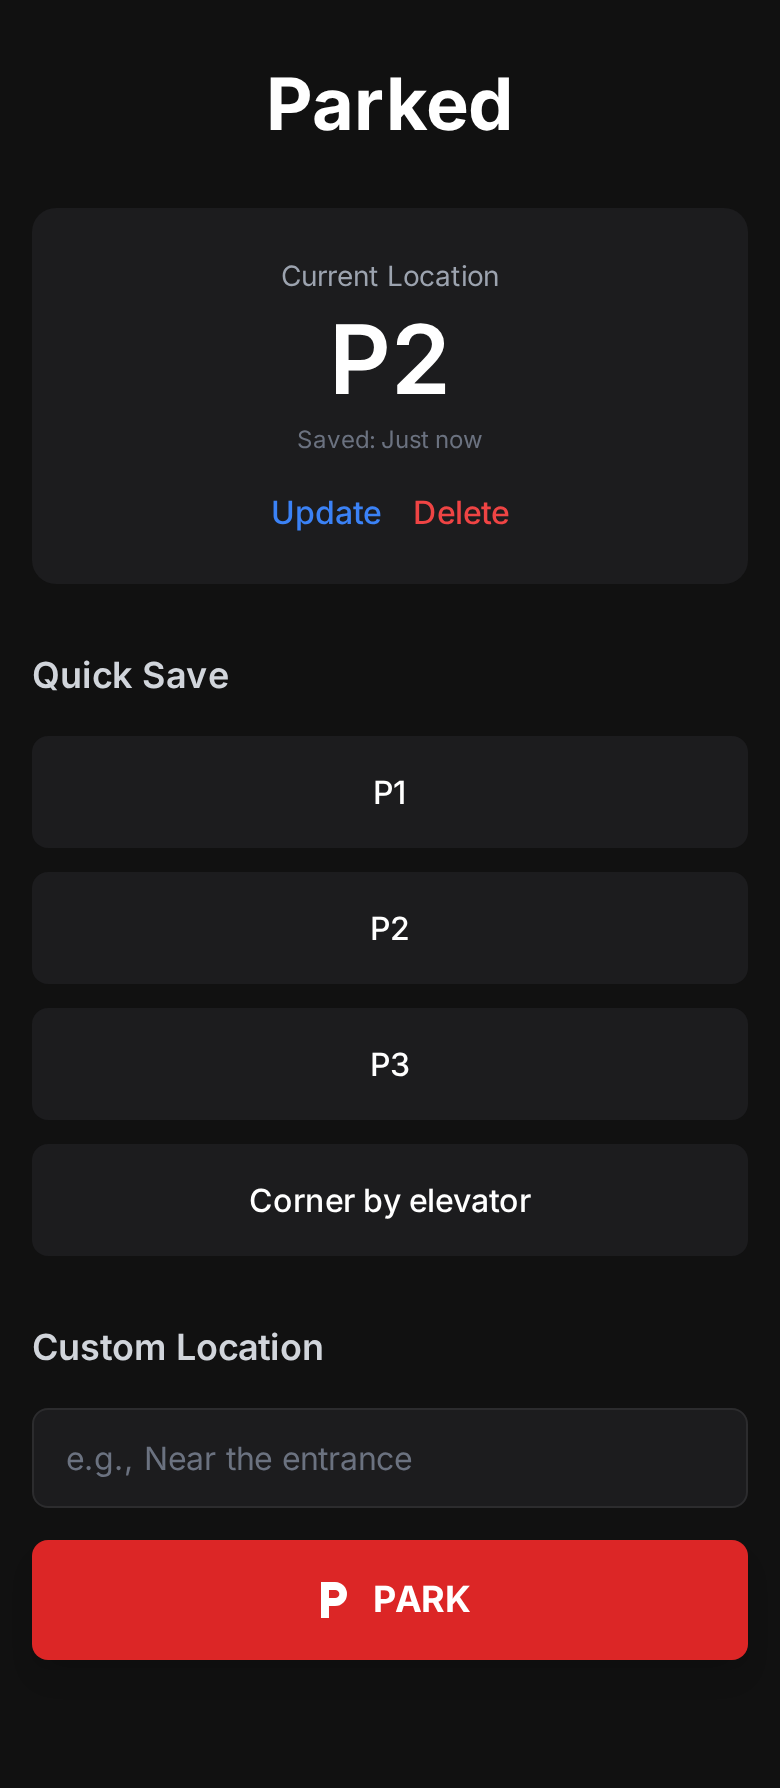 Parked
Current Location
P2
Saved: Just now
Update Delete
Quick Save
P1
P2
P3
Corner by elevator
Custom Location
e.g., Near the entrance
P PARK